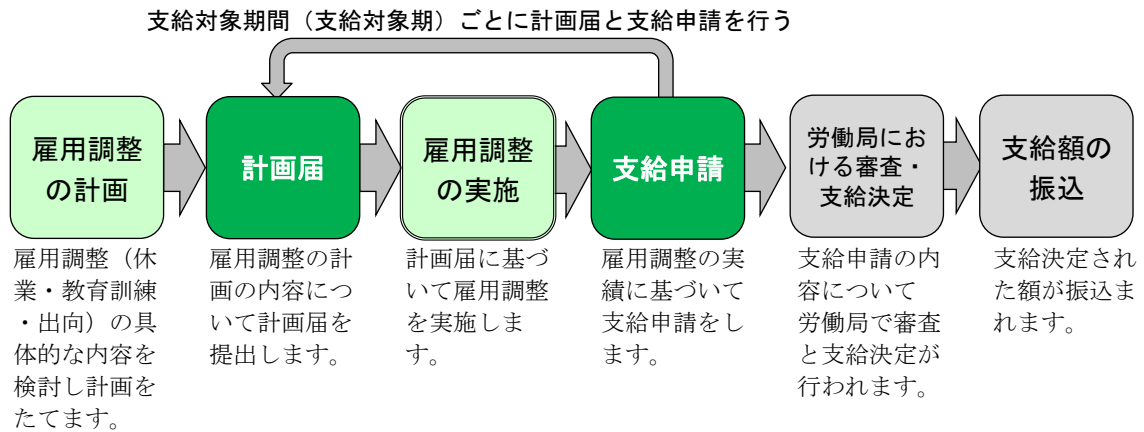 支給対象期間（支給対象期）ごとに計画届と支給申請を行う
雇用調整
の計画
計画届
雇用調整
の実施
支給申請
労働局にお
ける審査・
支給決定
支給額の
振込
雇用調整（休
業・教育訓練
・出向）の具
体的な内容を
検討し計画を
たてます。
雇用調整の計
画の内容につ
いて計画届を
提出します。
計画届に基づ
いて雇用調整
を実施しま
す。
雇用調整の実
績に基づいて
支給申請をし
ます。
支給申請の内
容について
労働局で審査
と支給決定が
行われます。
支給決定され
た額が振込ま
れます。